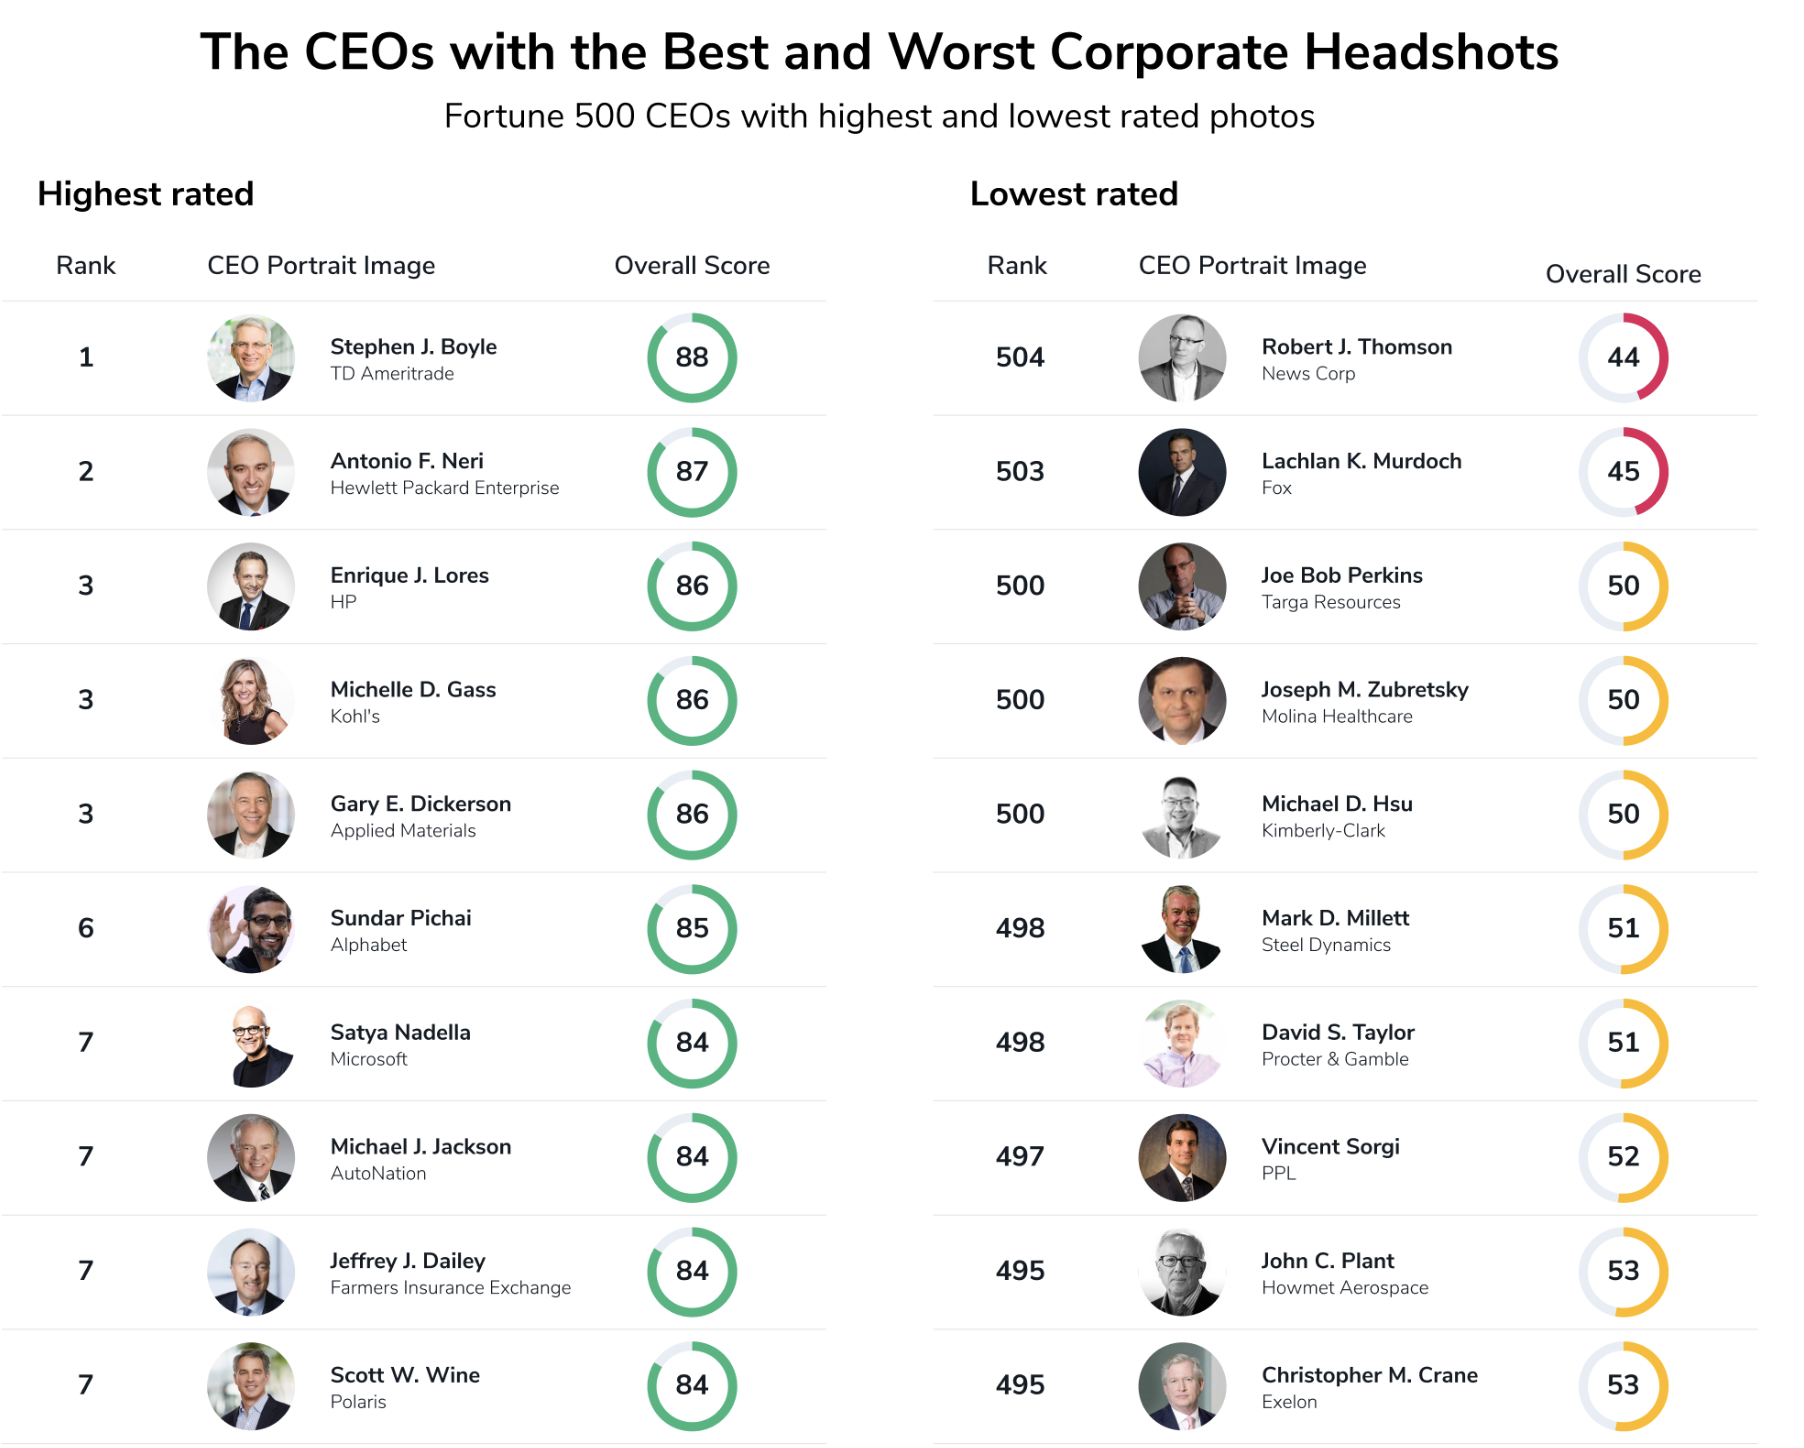 The CEOs with the Best and Worst Corporate Headshots
Fortune 500 CEOs with highest and lowest rated photos
Highest rated
Rank CEO Portrait Image Overall Score
1 Stephen J. Boyle 88
TD Ameritrade
2 Antonio F. Neri 87
Hewlett Packard Enterprise
3 Enrique J. Lores 86
HP
3 Michelle D. Gass 86
Kohl's
3 Gary E. Dickerson 86
Applied Materials
6 Sundar Pichai 85
Alphabet
7 Satya Nadella 84
Microsoft
7 Michael J. Jackson 84
AutoNation
7 Jeffrey J. Dailey 84
Farmers Insurance Exchange
7 Scott W. Wine 84
Polaris
Lowest rated
Rank CEO Portrait Image Overall Score
504 Robert J. Thomson 44
News Corp
503 Lachlan K. Murdoch 45
Fox
500 Joe Bob Perkins 50
Targa Resources
500 Joseph M. Zubretsky 50
Molina Healthcare
500 Michael D. Hsu 50
Kimberly-Clark
498 Mark D. Millett 51
Steel Dynamics
498 David S. Taylor 51
Procter & Gamble
497 Vincent Sorgi 52
PPL
495 John C. Plant 53
Howmet Aerospace
495 Christopher M. Crane 53
Exelon